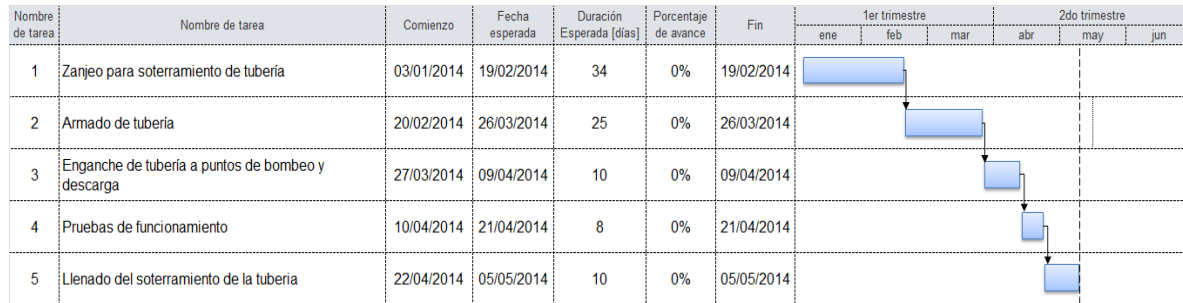 Nombre de tarea | Nombre de tarea | Comienzo | Fecha esperada | Duración Esperada [días] | Porcentaje de avance | Fin | 1er trimestre | 2do trimestre
ene | feb | mar | abr | may | jun
1 | Zanjeo para soterramiento de tubería | 03/01/2014 | 19/02/2014 | 34 | 0% | 19/02/2014
2 | Armado de tubería | 20/02/2014 | 26/03/2014 | 25 | 0% | 26/03/2014
3 | Enganche de tubería a puntos de bombeo y descarga | 27/03/2014 | 09/04/2014 | 10 | 0% | 09/04/2014
4 | Pruebas de funcionamiento | 10/04/2014 | 21/04/2014 | 8 | 0% | 21/04/2014
5 | Llenado del soterramiento de la tuberia | 22/04/2014 | 05/05/2014 | 10 | 0% | 05/05/2014